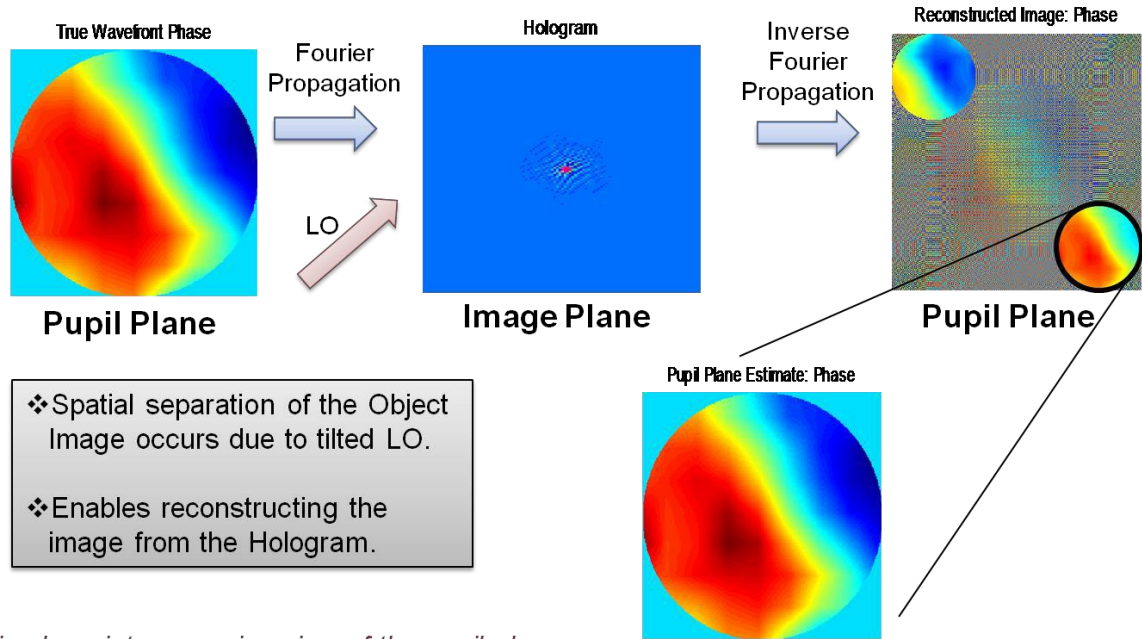 True Wavefront Phase
Fourier
Propagation
LO
Pupil Plane
Hologram
Image Plane
Inverse
Fourier
Propagation
Reconstructed Image: Phase
Pupil Plane
❖Spatial separation of the Object
Image occurs due to tilted LO.
❖Enables reconstructing the
image from the Hologram.
Pupil Plane Estimate: Phase